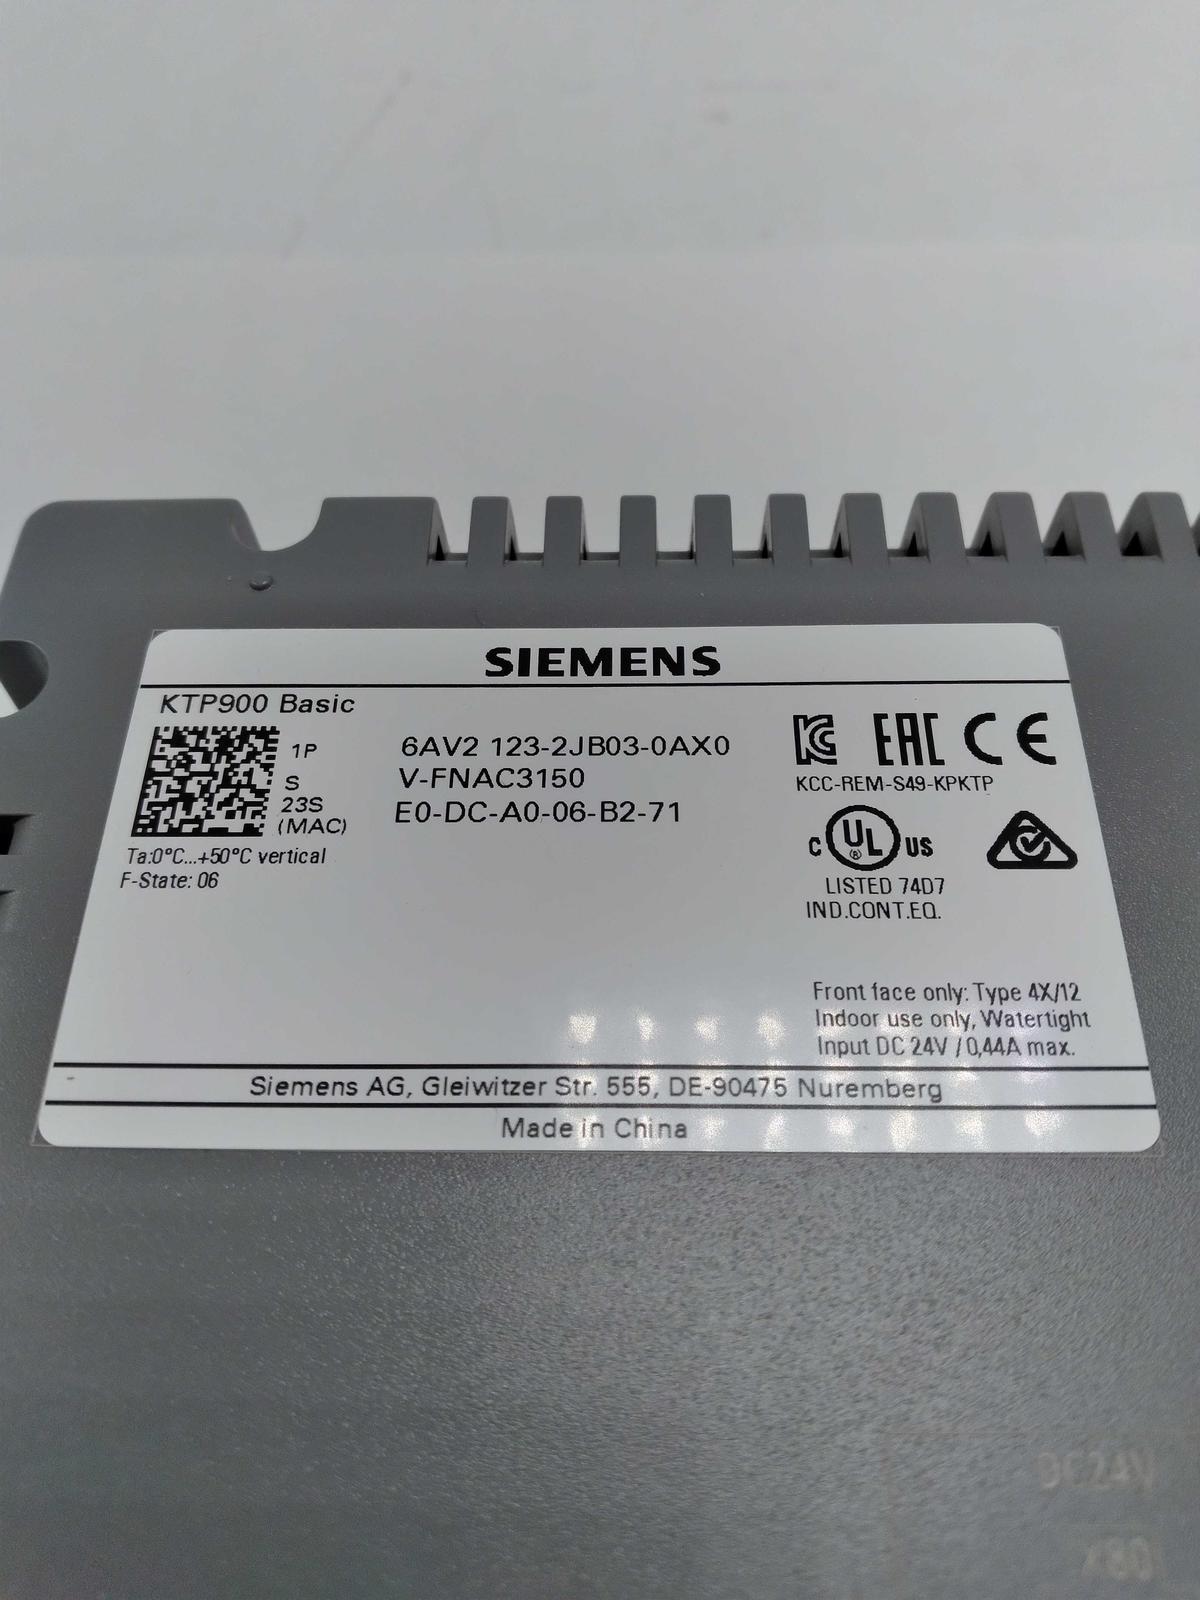 SIEMENS
KTP900 Basic
1P 6AV2 123-2JB03-0AX0
S V-FNAC3150
23S E0-DC-A0-06-B2-71
(MAC)
Ta:0°C...+50°C vertical
F-State: 06
EAC CE
KCC-REM-S49-KPKTP
C UL ® US
LISTED 74D7
IND.CONT.EQ.
Front face only: Type 4X/12
Indoor use only, Watertight
Input DC 24V / 0,44A max.
Siemens AG, Gleiwitzer Str. 555, DE-90475 Nuremberg
Made in China
DC24V
X80